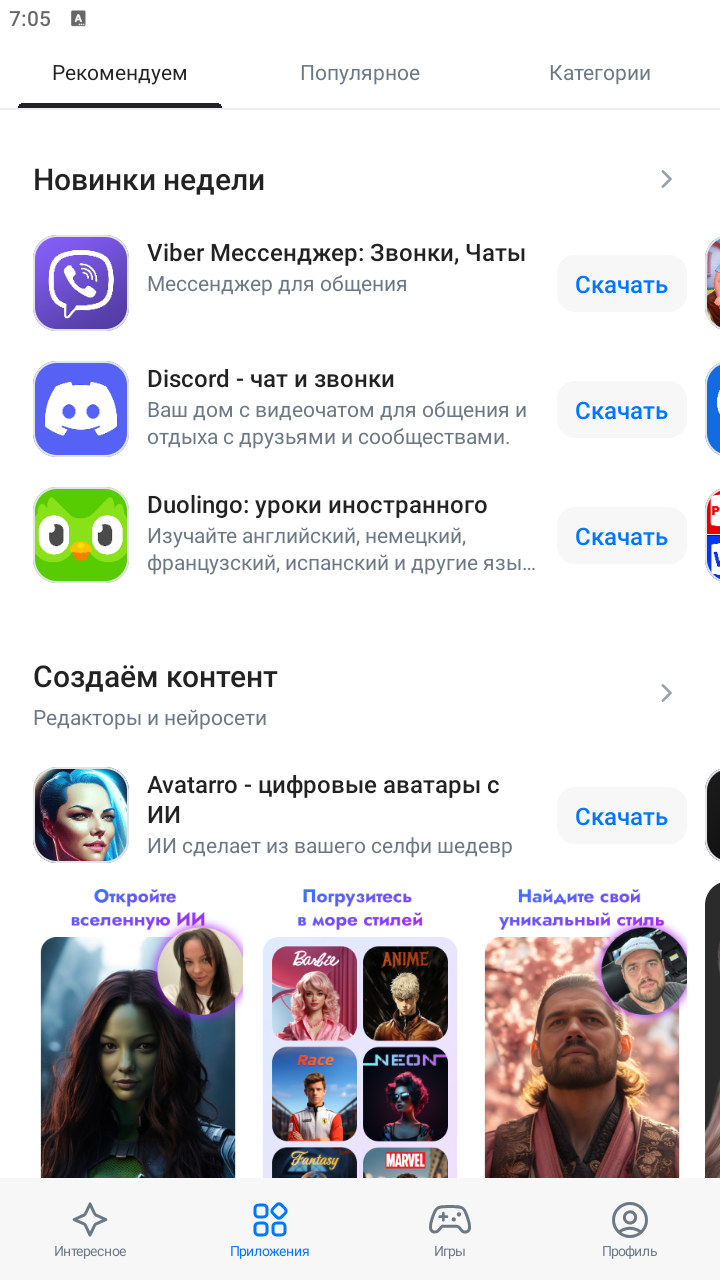 7:05
A
Рекомендуем
Популярное
Категории
Новинки недели
Viber Мессенджер: Звонки, Чаты
Мессенджер для общения
Скачать
Discord - чат и звонки
Ваш дом с видеочатом для общения и
отдыха с друзьями и сообществами.
Скачать
Duolingo: уроки иностранного
Изучайте английский, немецкий,
французский, испанский и другие язы...
Скачать
Создаём контент
Редакторы и нейросети
Avatarro - цифровые аватары с
ИИ
ИИ сделает из вашего селфи шедевр
Скачать
Откройте
вселенную ИИ
Погрузитесь
в море стилей
Barbie
ANIME
Race
NEON
Fantasy
MARVEL
Найдите свой
уникальный стиль
Интересное
Приложения
Игры
Профиль